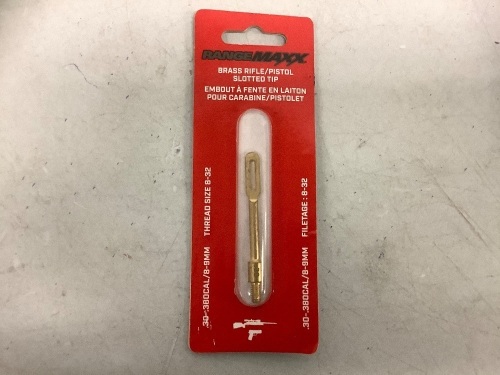 RANGEMAXX
BRASS RIFLE/PISTOL
SLOTTED TIP
EMBOUT À FENTE EN LAITON
POUR CARABINE/PISTOLET
.30-.380CAL/8-9MM THREAD SIZE 8-32
.30-.380CAL/8-9MM FILETAGE : 8-32